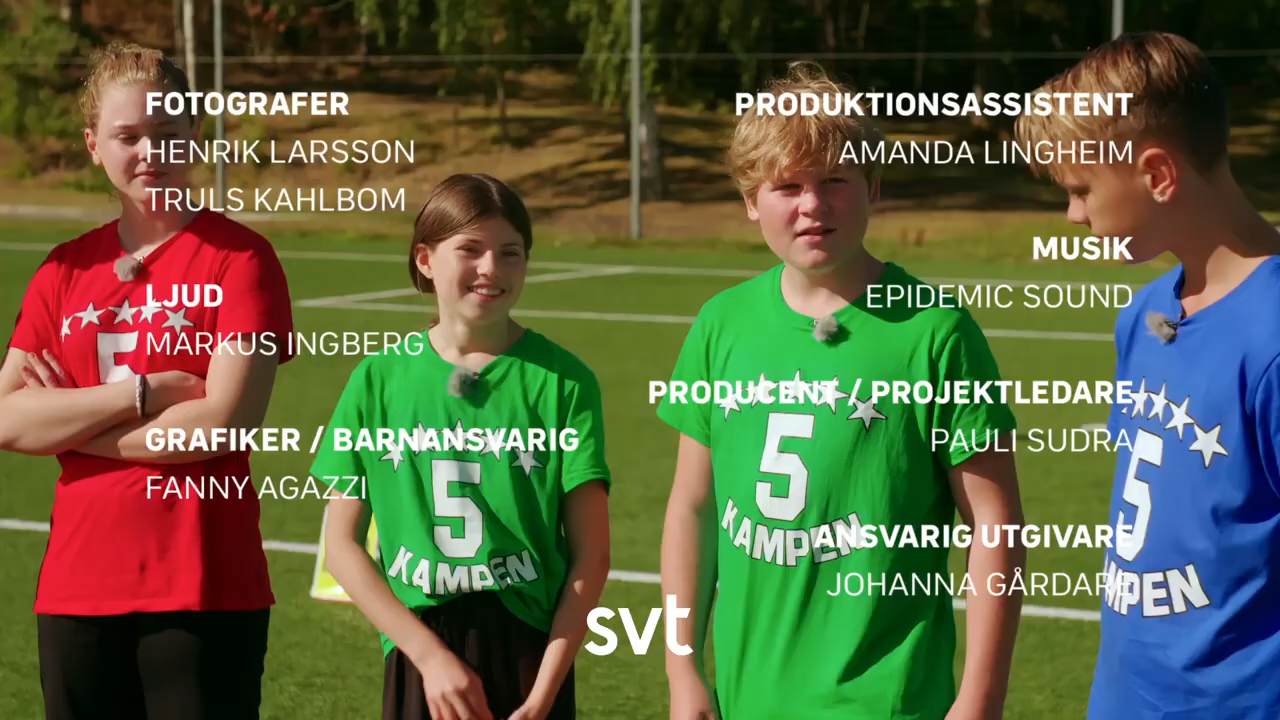 FOTOGRAFER
HENRIK LARSSON
TRULS KAHLBOM
LJUD
MARKUS INGBERG
GRAFIKER / BARNANSVARIG
FANNY AGAZZI
PRODUKTIONSASSISTENT
AMANDA LINGHEIM
MUSIK
EPIDEMIC SOUND
PRODUCENT / PROJEKTLEDARE
PAULI SUDRA
ANSVARIG UTGIVARE
JOHANNA GÅRDARE
svt
5
5
KAMPEN
5
KAMPEN
5
MPEN